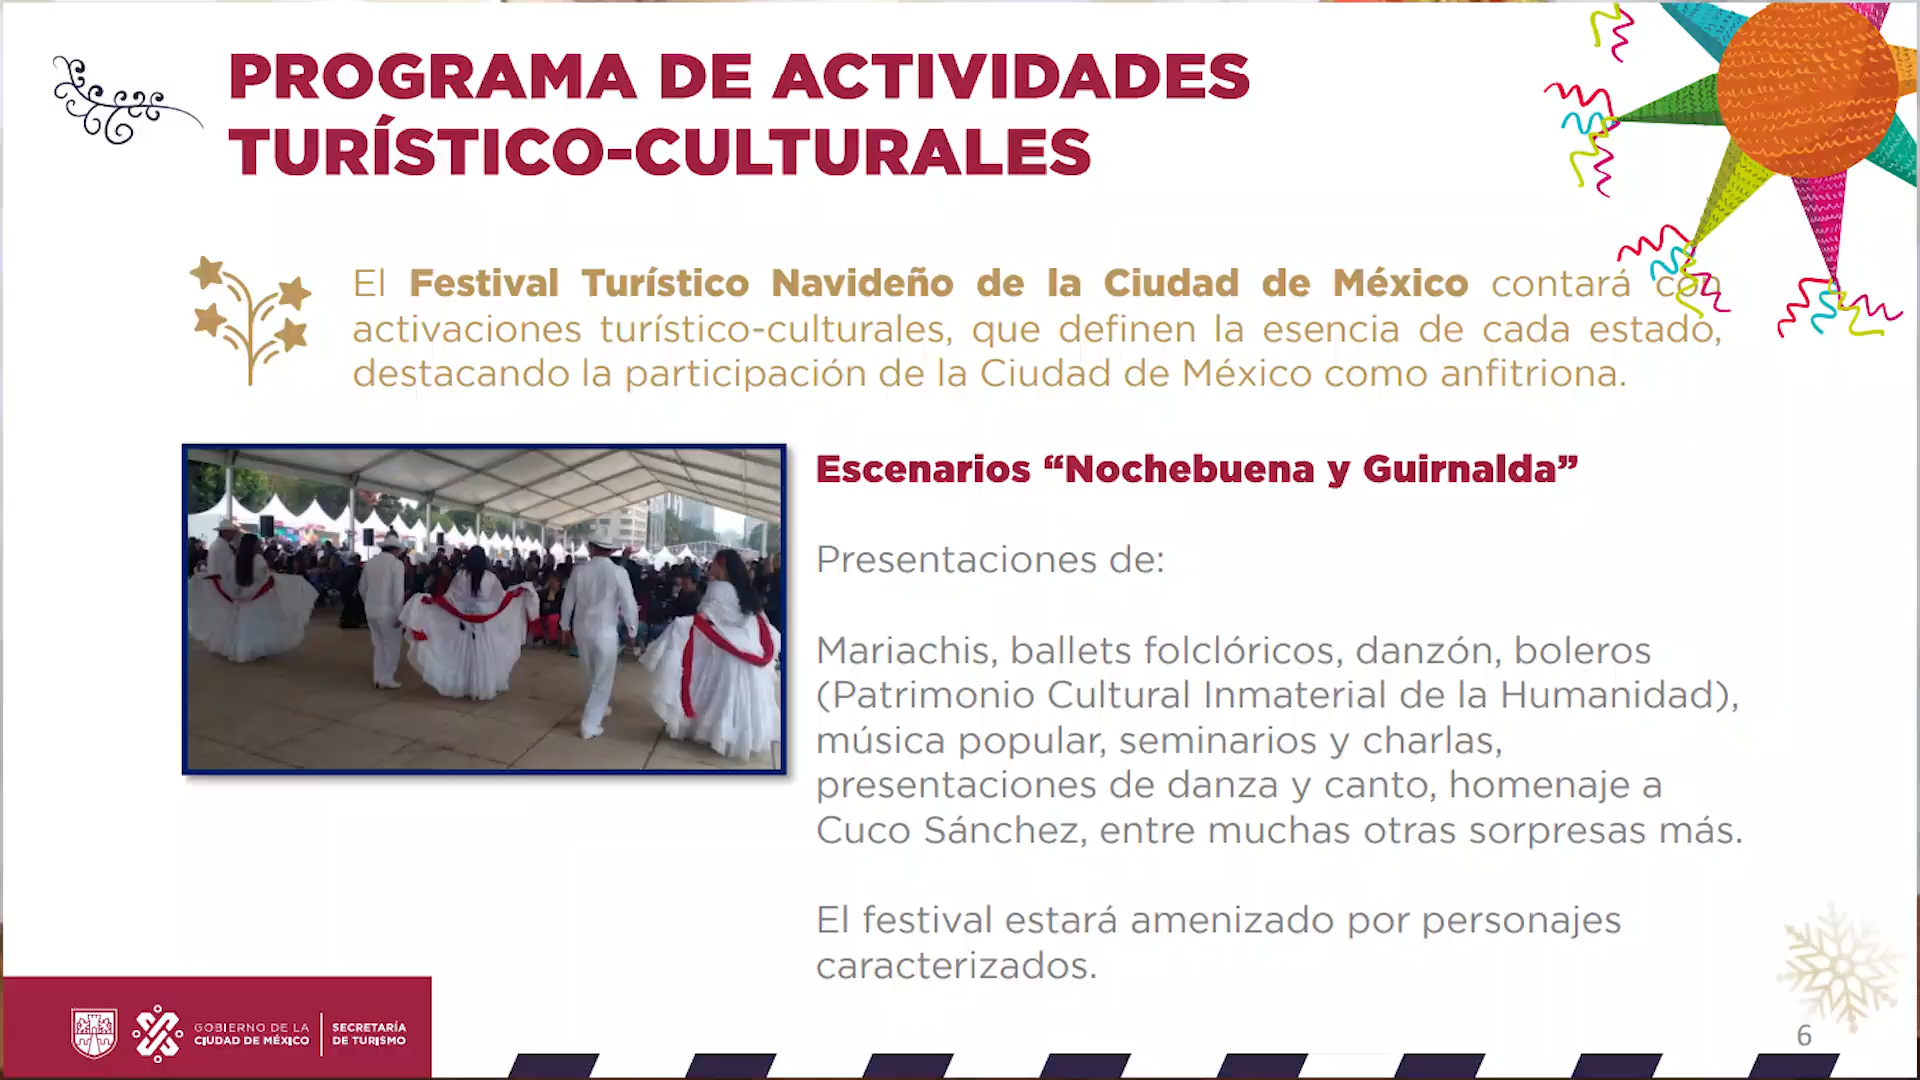 PROGRAMA DE ACTIVIDADES
TURÍSTICO-CULTURALES
El Festival Turístico Navideño de la Ciudad de México contará con
activaciones turístico-culturales, que definen la esencia de cada estado,
destacando la participación de la Ciudad de México como anfitriona.
Escenarios “Nochebuena y Guirnalda”
Presentaciones de:
Mariachis, ballets folclóricos, danzón, boleros
(Patrimonio Cultural Inmaterial de la Humanidad),
música popular, seminarios y charlas,
presentaciones de danza y canto, homenaje a
Cuco Sánchez, entre muchas otras sorpresas más.
El festival estará amenizado por personajes
caracterizados.
GOBIERNO DE LA
CIUDAD DE MÉXICO
SECRETARÍA
DE TURISMO
6